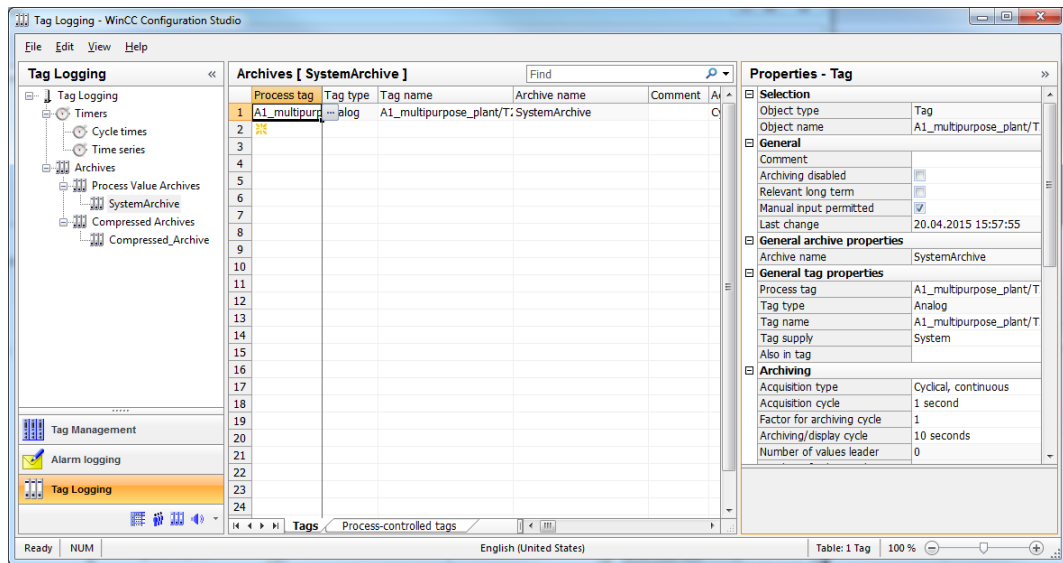 Tag Logging - WinCC Configuration Studio
File Edit View Help
Tag Logging «
Tag Logging
Timers
Cycle times
Time series
Archives
Process Value Archives
SystemArchive
Compressed Archives
Compressed_Archive
Tag Management
Alarm logging
Tag Logging
Archives [ SystemArchive ] Find
Process tag Tag type Tag name Archive name Comment
1 A1_multipurp ... alog A1_multipurpose_plant/T SystemArchive
2
3
4
5
6
7
8
9
10
11
12
13
14
15
16
17
18
19
20
21
22
23
24
Tags Process-controlled tags
Properties - Tag »
Selection
Object type Tag
Object name A1_multipurpose_plant/T
General
Comment
Archiving disabled
Relevant long term
Manual input permitted
Last change 20.04.2015 15:57:55
General archive properties
Archive name SystemArchive
General tag properties
Process tag A1_multipurpose_plant/T
Tag type Analog
Tag name A1_multipurpose_plant/T
Tag supply System
Also in tag
Archiving
Acquisition type Cyclical, continuous
Acquisition cycle 1 second
Factor for archiving cycle 1
Archiving/display cycle 10 seconds
Number of values leader 0
Ready NUM English (United States) Table: 1 Tag 100 %